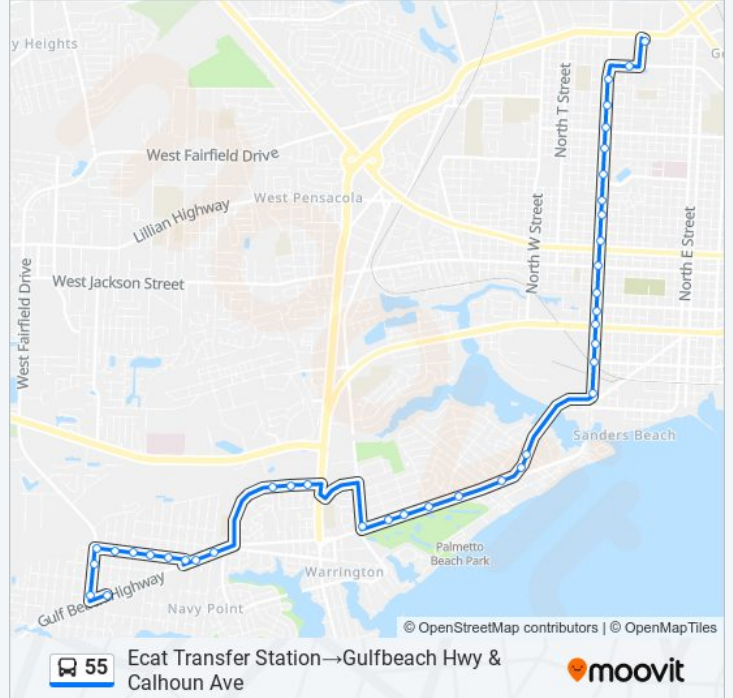 y Heights
North T Street
West Fairfield Drive
West Pensacola
Lillian Highway
North W Street
North E Street
West Jackson Street
West Fairfield Drive
Sanders Beach
Palmetto
Beach Park
Warrington
Gulf Be Highway
Navy Point
© OpenStreetMap contributors | © OpenMapTiles
55
Ecat Transfer Station→Gulfbeach Hwy &
Calhoun Ave
moovit